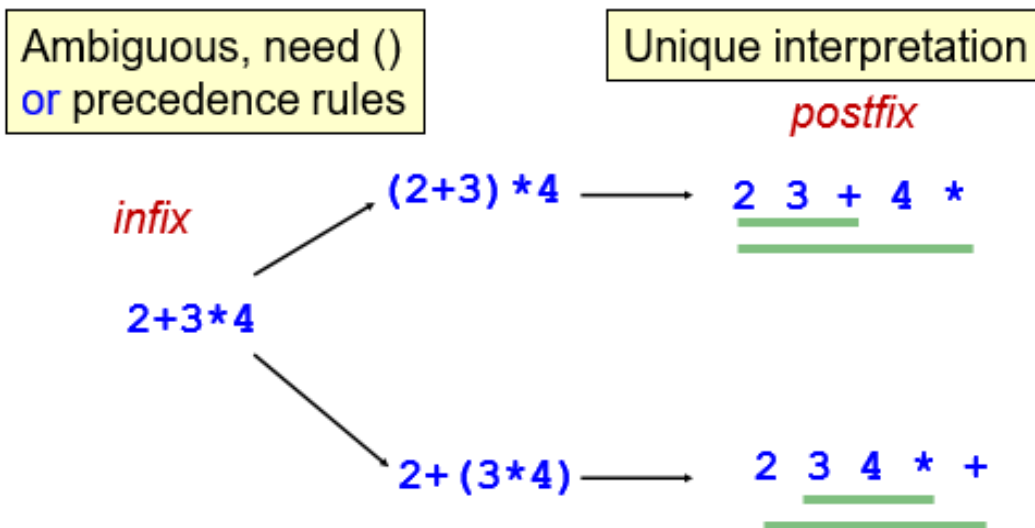 Ambiguous, need ()
or precedence rules
Unique interpretation
postfix
infix
(2+3)*4
2 3 + 4 *
2+3*4
2+(3*4)
2 3 4 * +